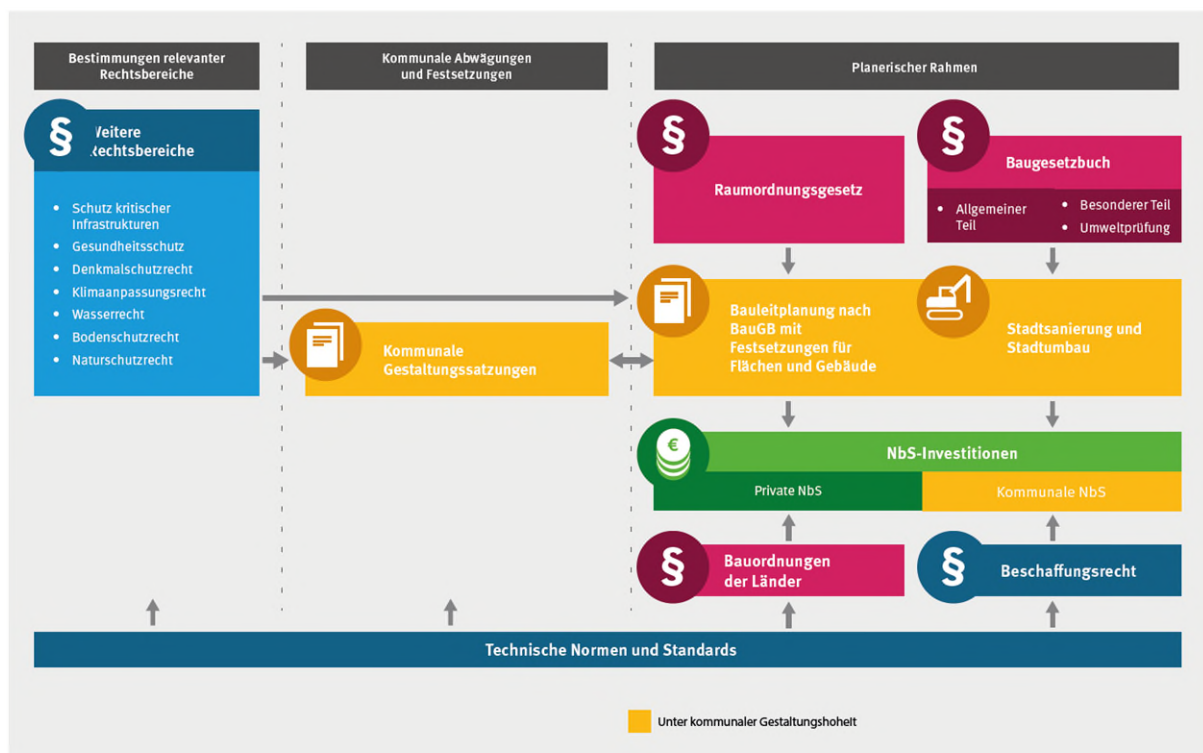 Bestimmungen relevanter
Rechtsbereiche
Kommunale Abwägungen
und Festsetzungen
Planerischer Rahmen
§
Weitere
Rechtsbereiche
• Schutz kritischer
Infrastrukturen
• Gesundheitsschutz
• Denkmalschutzrecht
• Klimaanpassungsrecht
• Wasserrecht
• Bodenschutzrecht
• Naturschutzrecht
Kommunale
Gestaltungssatzungen
§
Raumordnungsgesetz
§
Baugesetzbuch
• Allgemeiner
Teil
• Besonderer Teil
• Umweltprüfung
Bauleitplanung nach
BauGB mit
Festsetzungen für
Flächen und Gebäude
Stadtsanierung und
Stadtumbau
€
NbS-Investitionen
Private NbS
Kommunale NbS
§
Bauordnungen
der Länder
§
Beschaffungsrecht
Technische Normen und Standards
Unter kommunaler Gestaltungshoheit